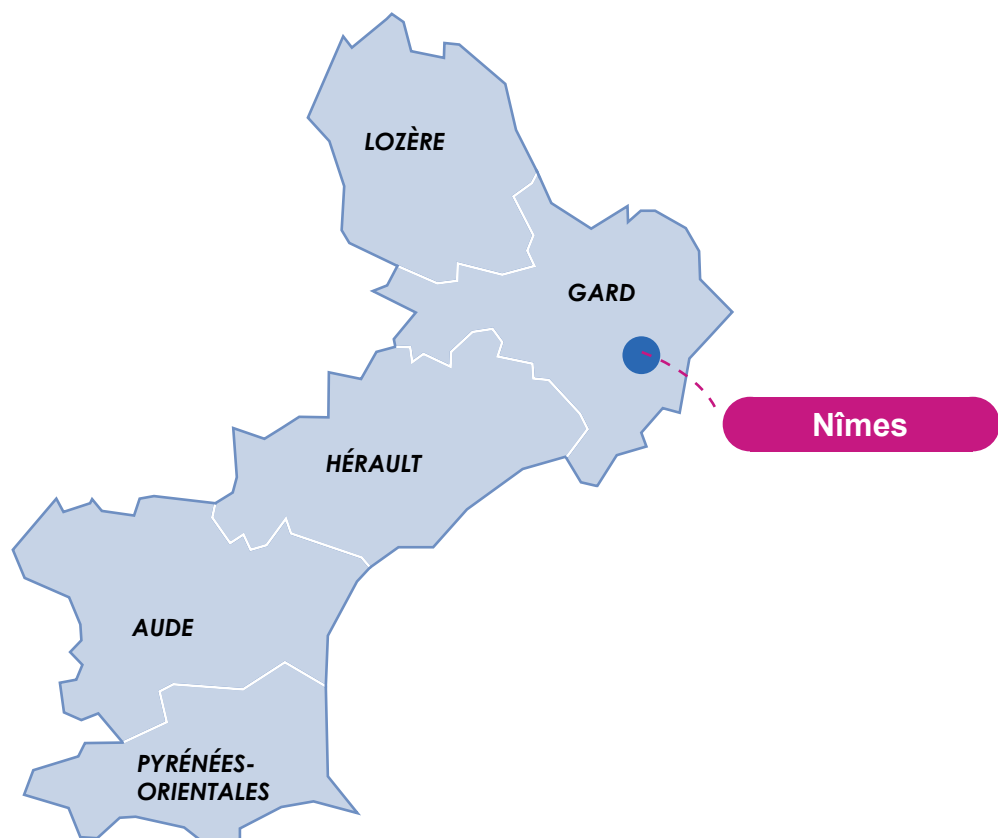 LOZÈRE
GARD
Nîmes
HÉRAULT
AUDE
PYRÉNÉES-
ORIENTALES